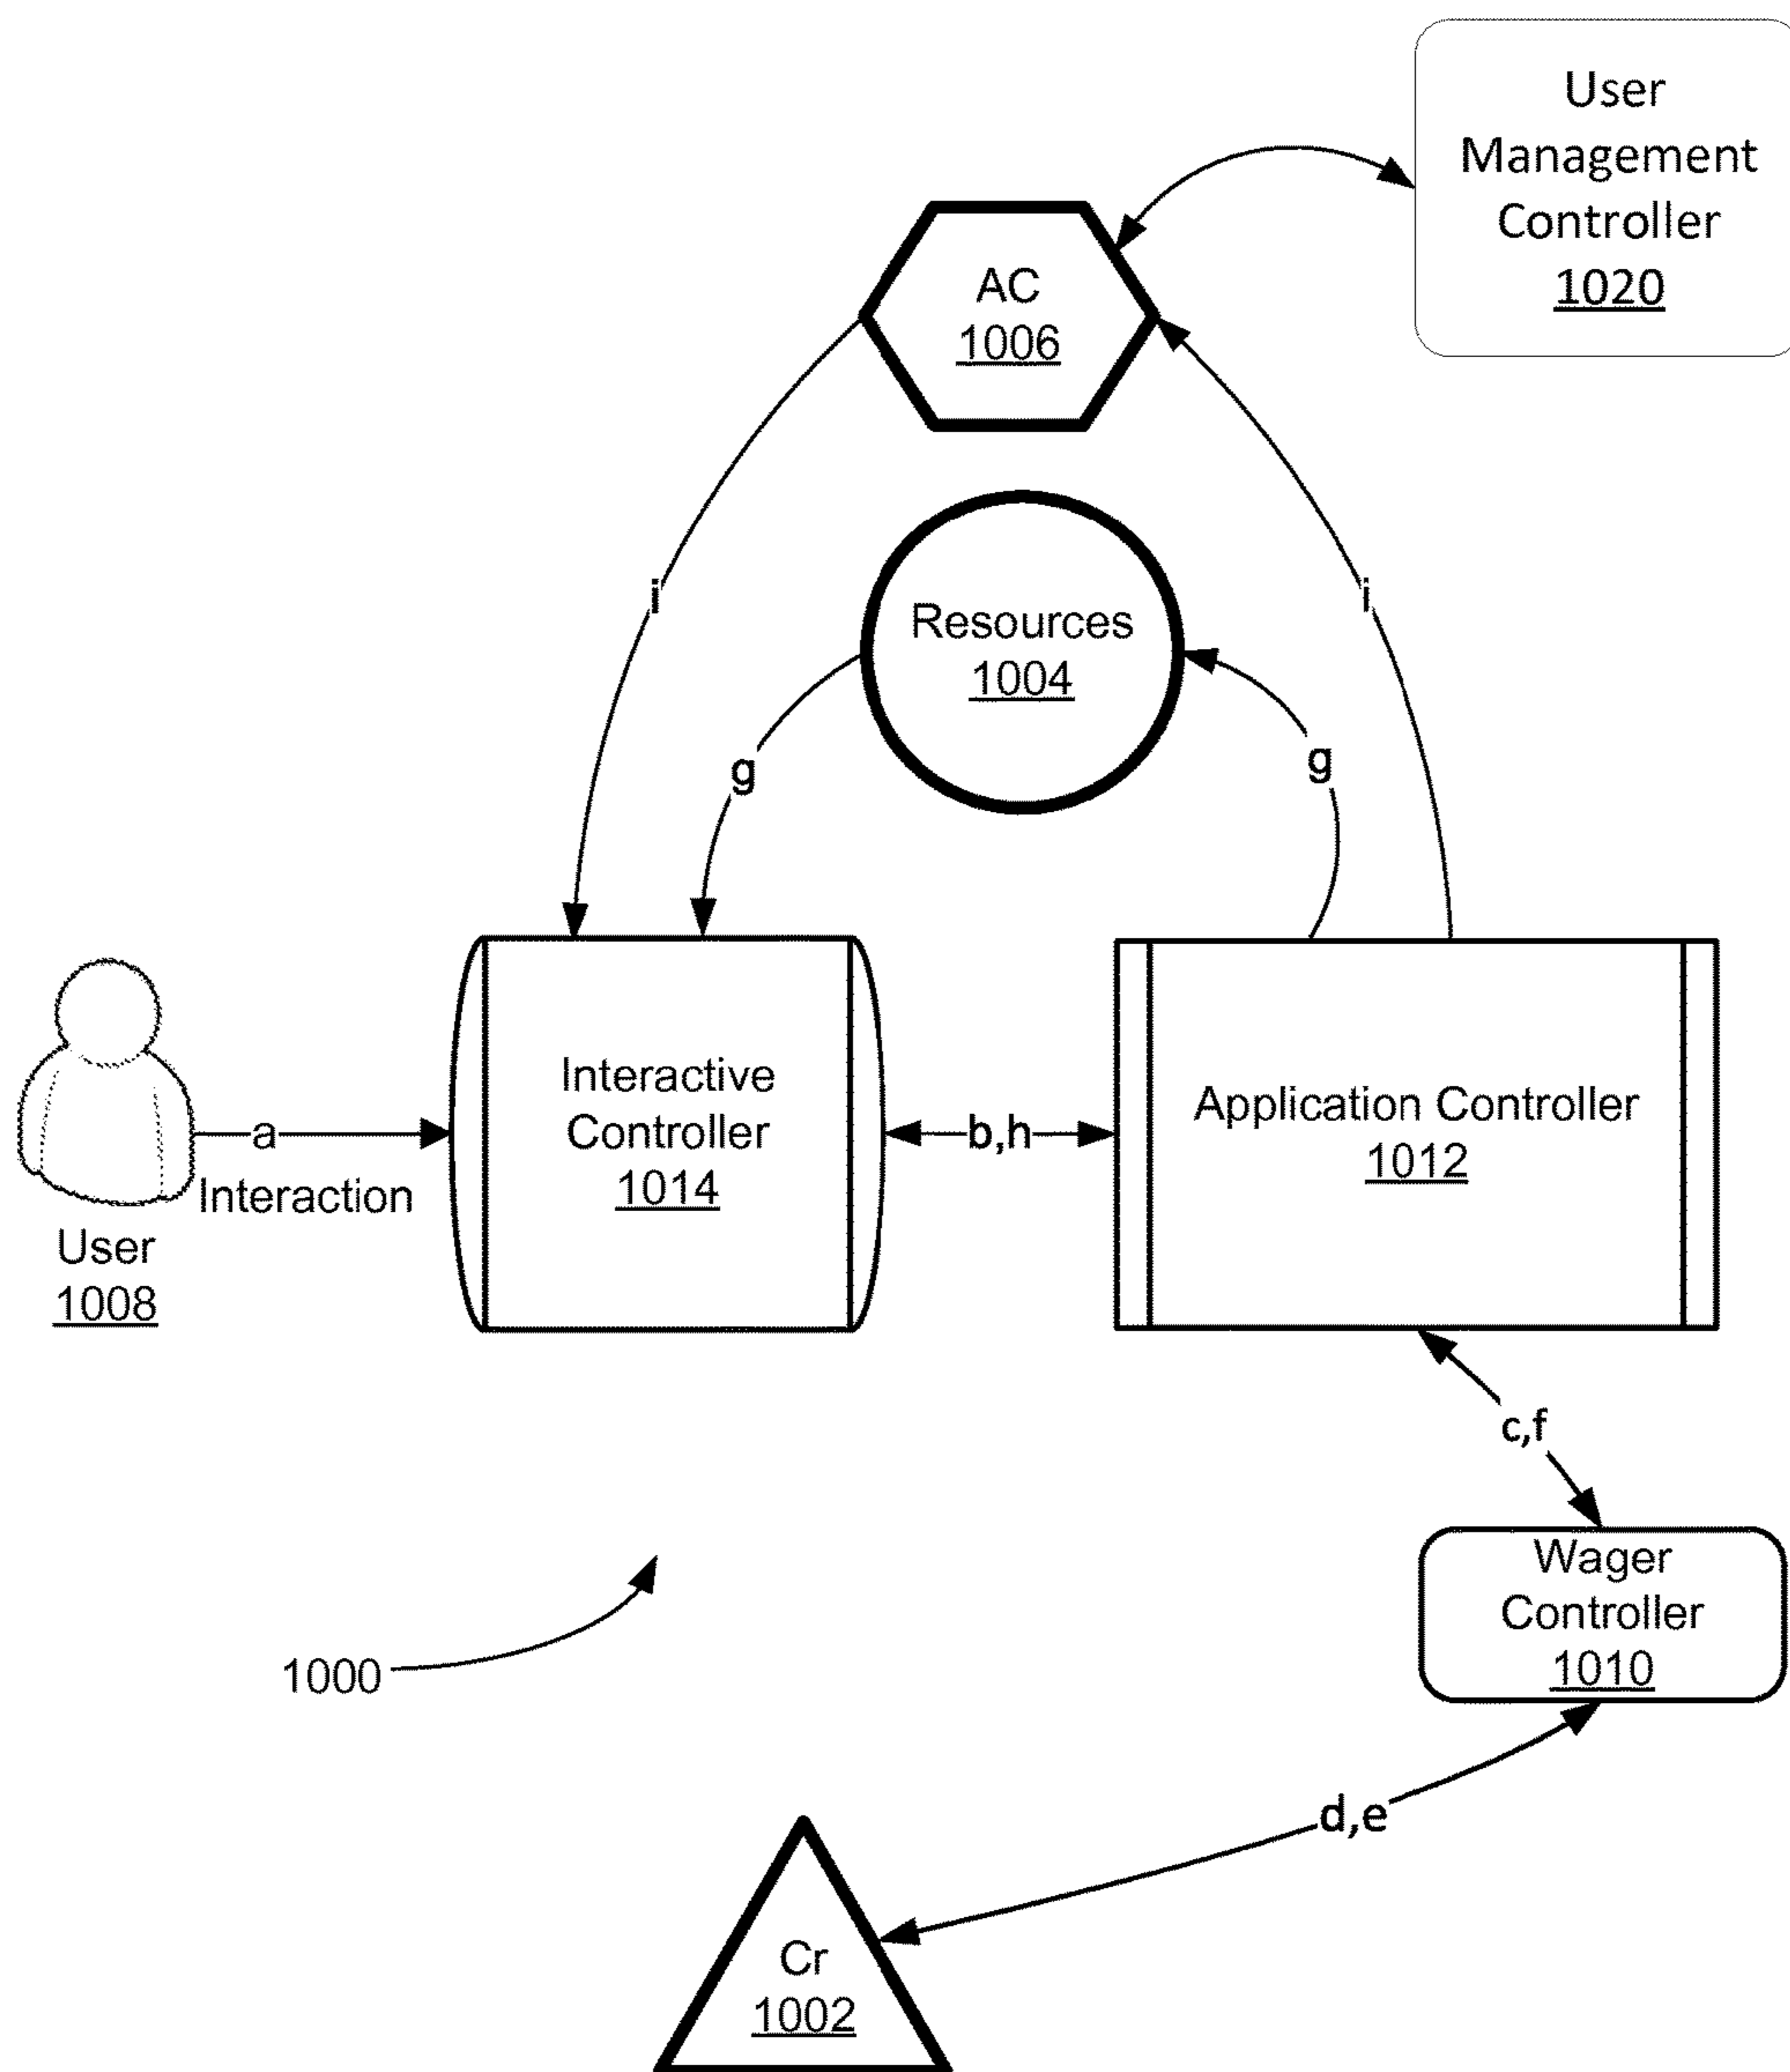 User
Management
Controller
1020
AC
1006
i
i
Resources
1004
g
g
Interactive
Controller
1014
Application Controller
1012
a
b,h
Interaction
User
1008
c,f
Wager
Controller
1010
1000
d,e
Cr
1002